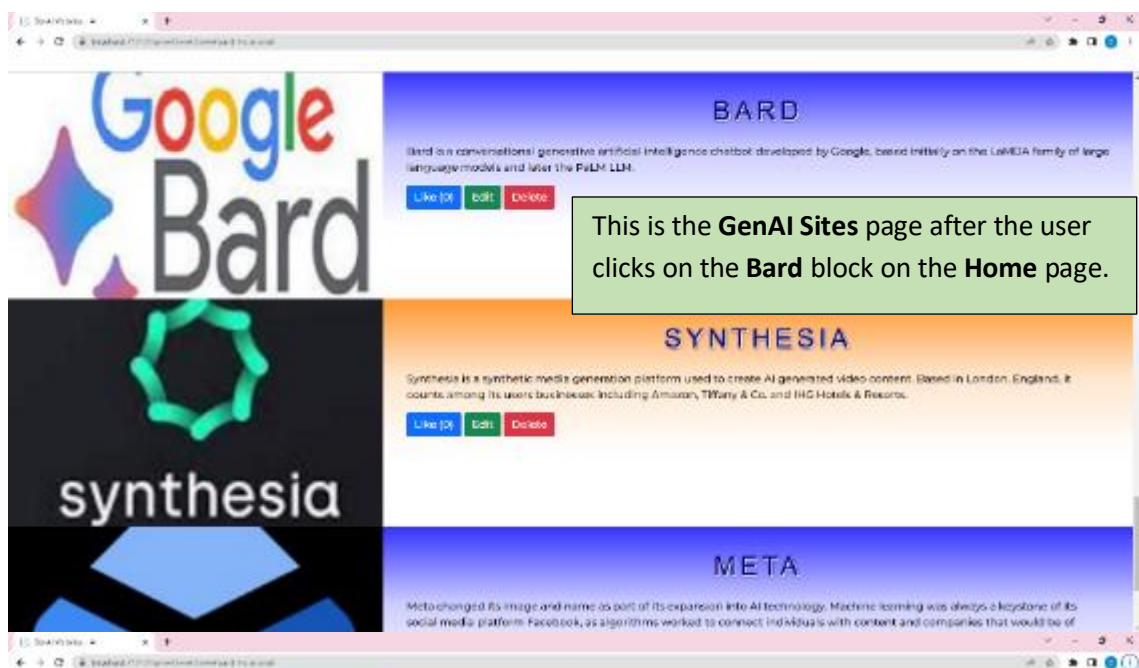 Google
Bard
BARD
Bard is a conversational generative artificial intelligence chatbot developed by Google, based initially on the LaMDA family of large
language models and later the PaLM LLM.
Like (0) Edit Delete
This is the GenAI Sites page after the user
clicks on the Bard block on the Home page.
synthesia
SYNTHESIA
Synthesia is a synthetic media generation platform used to create AI generated video content. Based in London, England, it
counts among its users businesses including Amazon, Tiffany & Co. and IHG Hotels & Resorts.
Like (0) Edit Delete
META
Meta changed its image and name as part of its expansion into AI technology. Machine learning was always a keystone of its
social media platform Facebook, as algorithms worked to connect individuals with content and companies that would be of